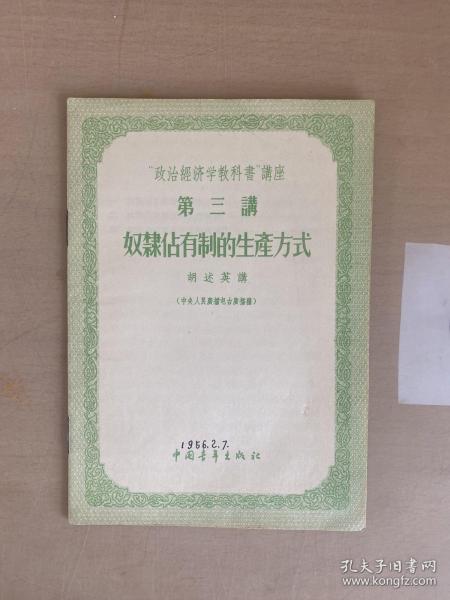 "政治經济学教科書"講座
第三講
奴隸佔有制的生產方式
胡述英講
(中央人民廣播电台廣播稿)
1956.2.7.
中国青年出版社
孔夫子旧书网
www.kongfz.com